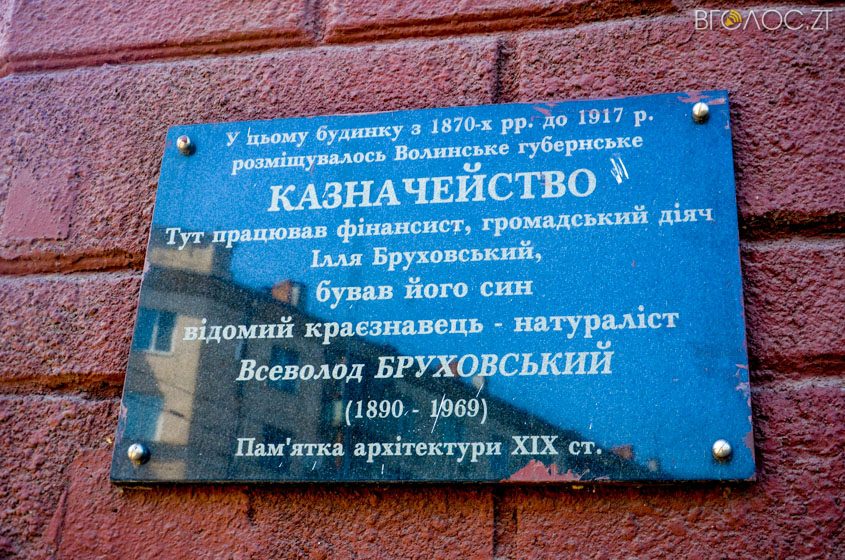 ВГОЛОС.ZT
У цьому будинку з 1870-х рр. до 1917 р.
розміщувалось Волинське губернське
КАЗНАЧЕЙСТВО
Тут працював фінансист, громадський діяч
Ілля Бруховський,
бував його син
відомий краєзнавець - натураліст
Всеволод БРУХОВСЬКИЙ
(1890 - 1969)
Пам'ятка архітектури XIX ст.